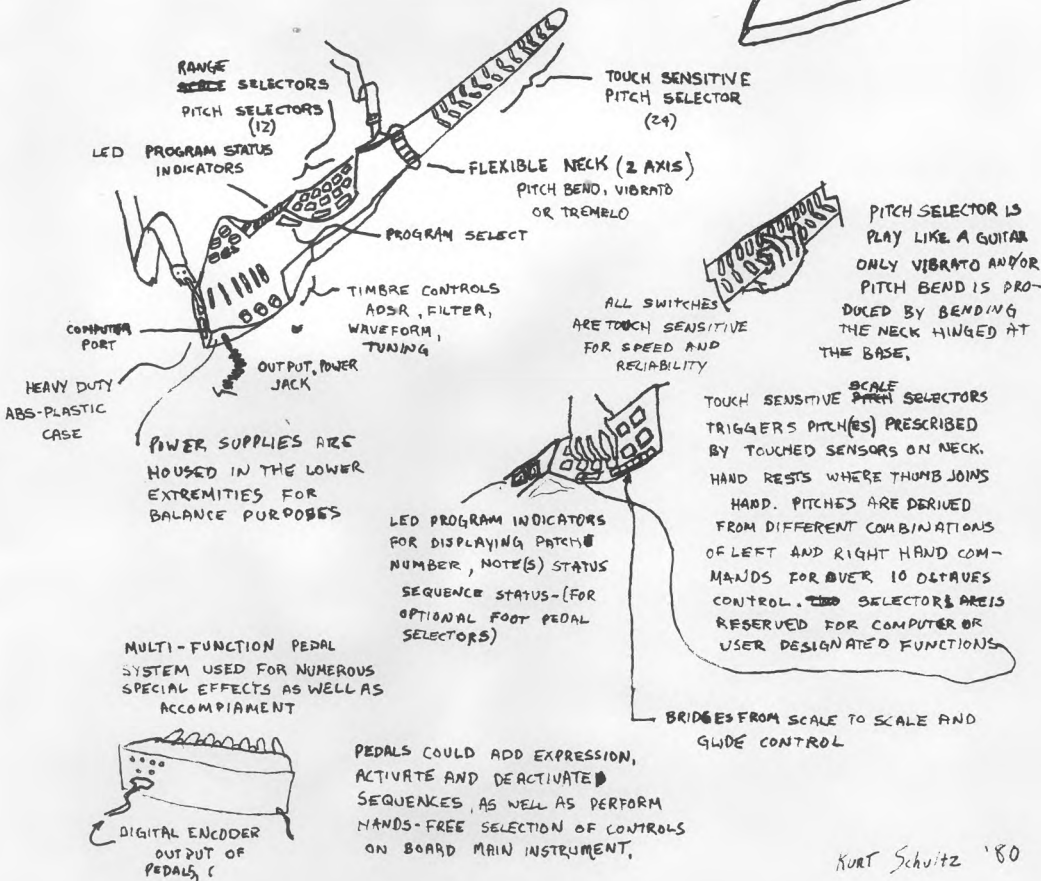 RANGE
SELECTORS
PITCH SELECTORS
(12)
LED PROGRAM STATUS
INDICATORS
TOUCH SENSITIVE
PITCH SELECTOR
(24)
FLEXIBLE NECK (2 AXIS)
PITCH BEND, VIBRATO
OR TREMELO
PROGRAM SELECT
TIMBRE CONTROLS
ADSR, FILTER,
WAVEFORM,
TUNING
COMPUTER
PORT
OUTPUT, POWER
JACK
HEAVY DUTY
ABS-PLASTIC
CASE
POWER SUPPLIES ARE
HOUSED IN THE LOWER
EXTREMITIES FOR
BALANCE PURPOSES
ALL SWITCHES
ARE TOUCH SENSITIVE
FOR SPEED AND
RELIABILITY
PITCH SELECTOR IS
PLAY LIKE A GUITAR
ONLY VIBRATO AND/OR
PITCH BEND IS PRO-
DUCED BY BENDING
THE NECK HINGED AT
THE BASE.
TOUCH SENSITIVE SCALE SELECTORS
TRIGGERS PITCH(ES) PRESCRIBED
BY TOUCHED SENSORS ON NECK.
HAND RESTS WHERE THUMB JOINS
HAND. PITCHES ARE DERIVED
FROM DIFFERENT COMBINATIONS
OF LEFT AND RIGHT HAND COM-
MANDS FOR OVER 10 OCTAVES
CONTROL. SELECTORS IS
RESERVED FOR COMPUTER OR
USER DESIGNATED FUNCTIONS
LED PROGRAM INDICATORS
FOR DISPLAYING PATCH
NUMBER, NOTE(S) STATUS
SEQUENCE STATUS-(FOR
OPTIONAL FOOT PEDAL
SELECTORS)
BRIDGES FROM SCALE TO SCALE AND
GLIDE CONTROL
MULTI-FUNCTION PEDAL
SYSTEM USED FOR NUMEROUS
SPECIAL EFFECTS AS WELL AS
ACCOMPIAMENT
DIGITAL ENCODER
OUTPUT OF
PEDALS
PEDALS COULD ADD EXPRESSION,
ACTIVATE AND DEACTIVATE
SEQUENCES, AS WELL AS PERFORM
HANDS-FREE SELECTION OF CONTROLS
ON BOARD MAIN INSTRUMENT.
KURT Schultz '80